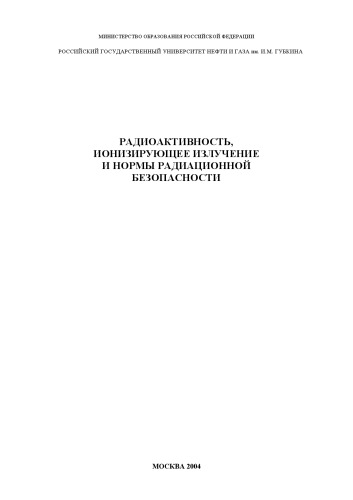 МИНИСТЕРСТВО ОБРАЗОВАНИЯ РОССИЙСКОЙ ФЕДЕРАЦИИ
РОССИЙСКИЙ ГОСУДАРСТВЕННЫЙ УНИВЕРСИТЕТ НЕФТИ И ГАЗА им. И.М. ГУБКИНА
РАДИОАКТИВНОСТЬ,
ИОНИЗИРУЮЩЕЕ ИЗЛУЧЕНИЕ
И НОРМЫ РАДИАЦИОННОЙ
БЕЗОПАСНОСТИ
МОСКВА 2004